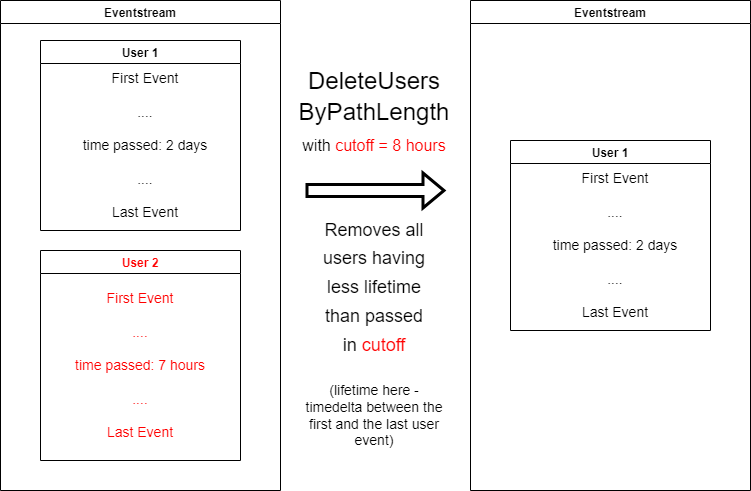 Eventstream
User 1
First Event
....
time passed: 2 days
....
Last Event
User 2
First Event
....
time passed: 7 hours
....
Last Event
DeleteUsers
ByPathLength
with cutoff = 8 hours
Removes all
users having
less lifetime
than passed
in cutoff
(lifetime here -
timedelta between the
first and the last user
event)
Eventstream
User 1
First Event
....
time passed: 2 days
....
Last Event